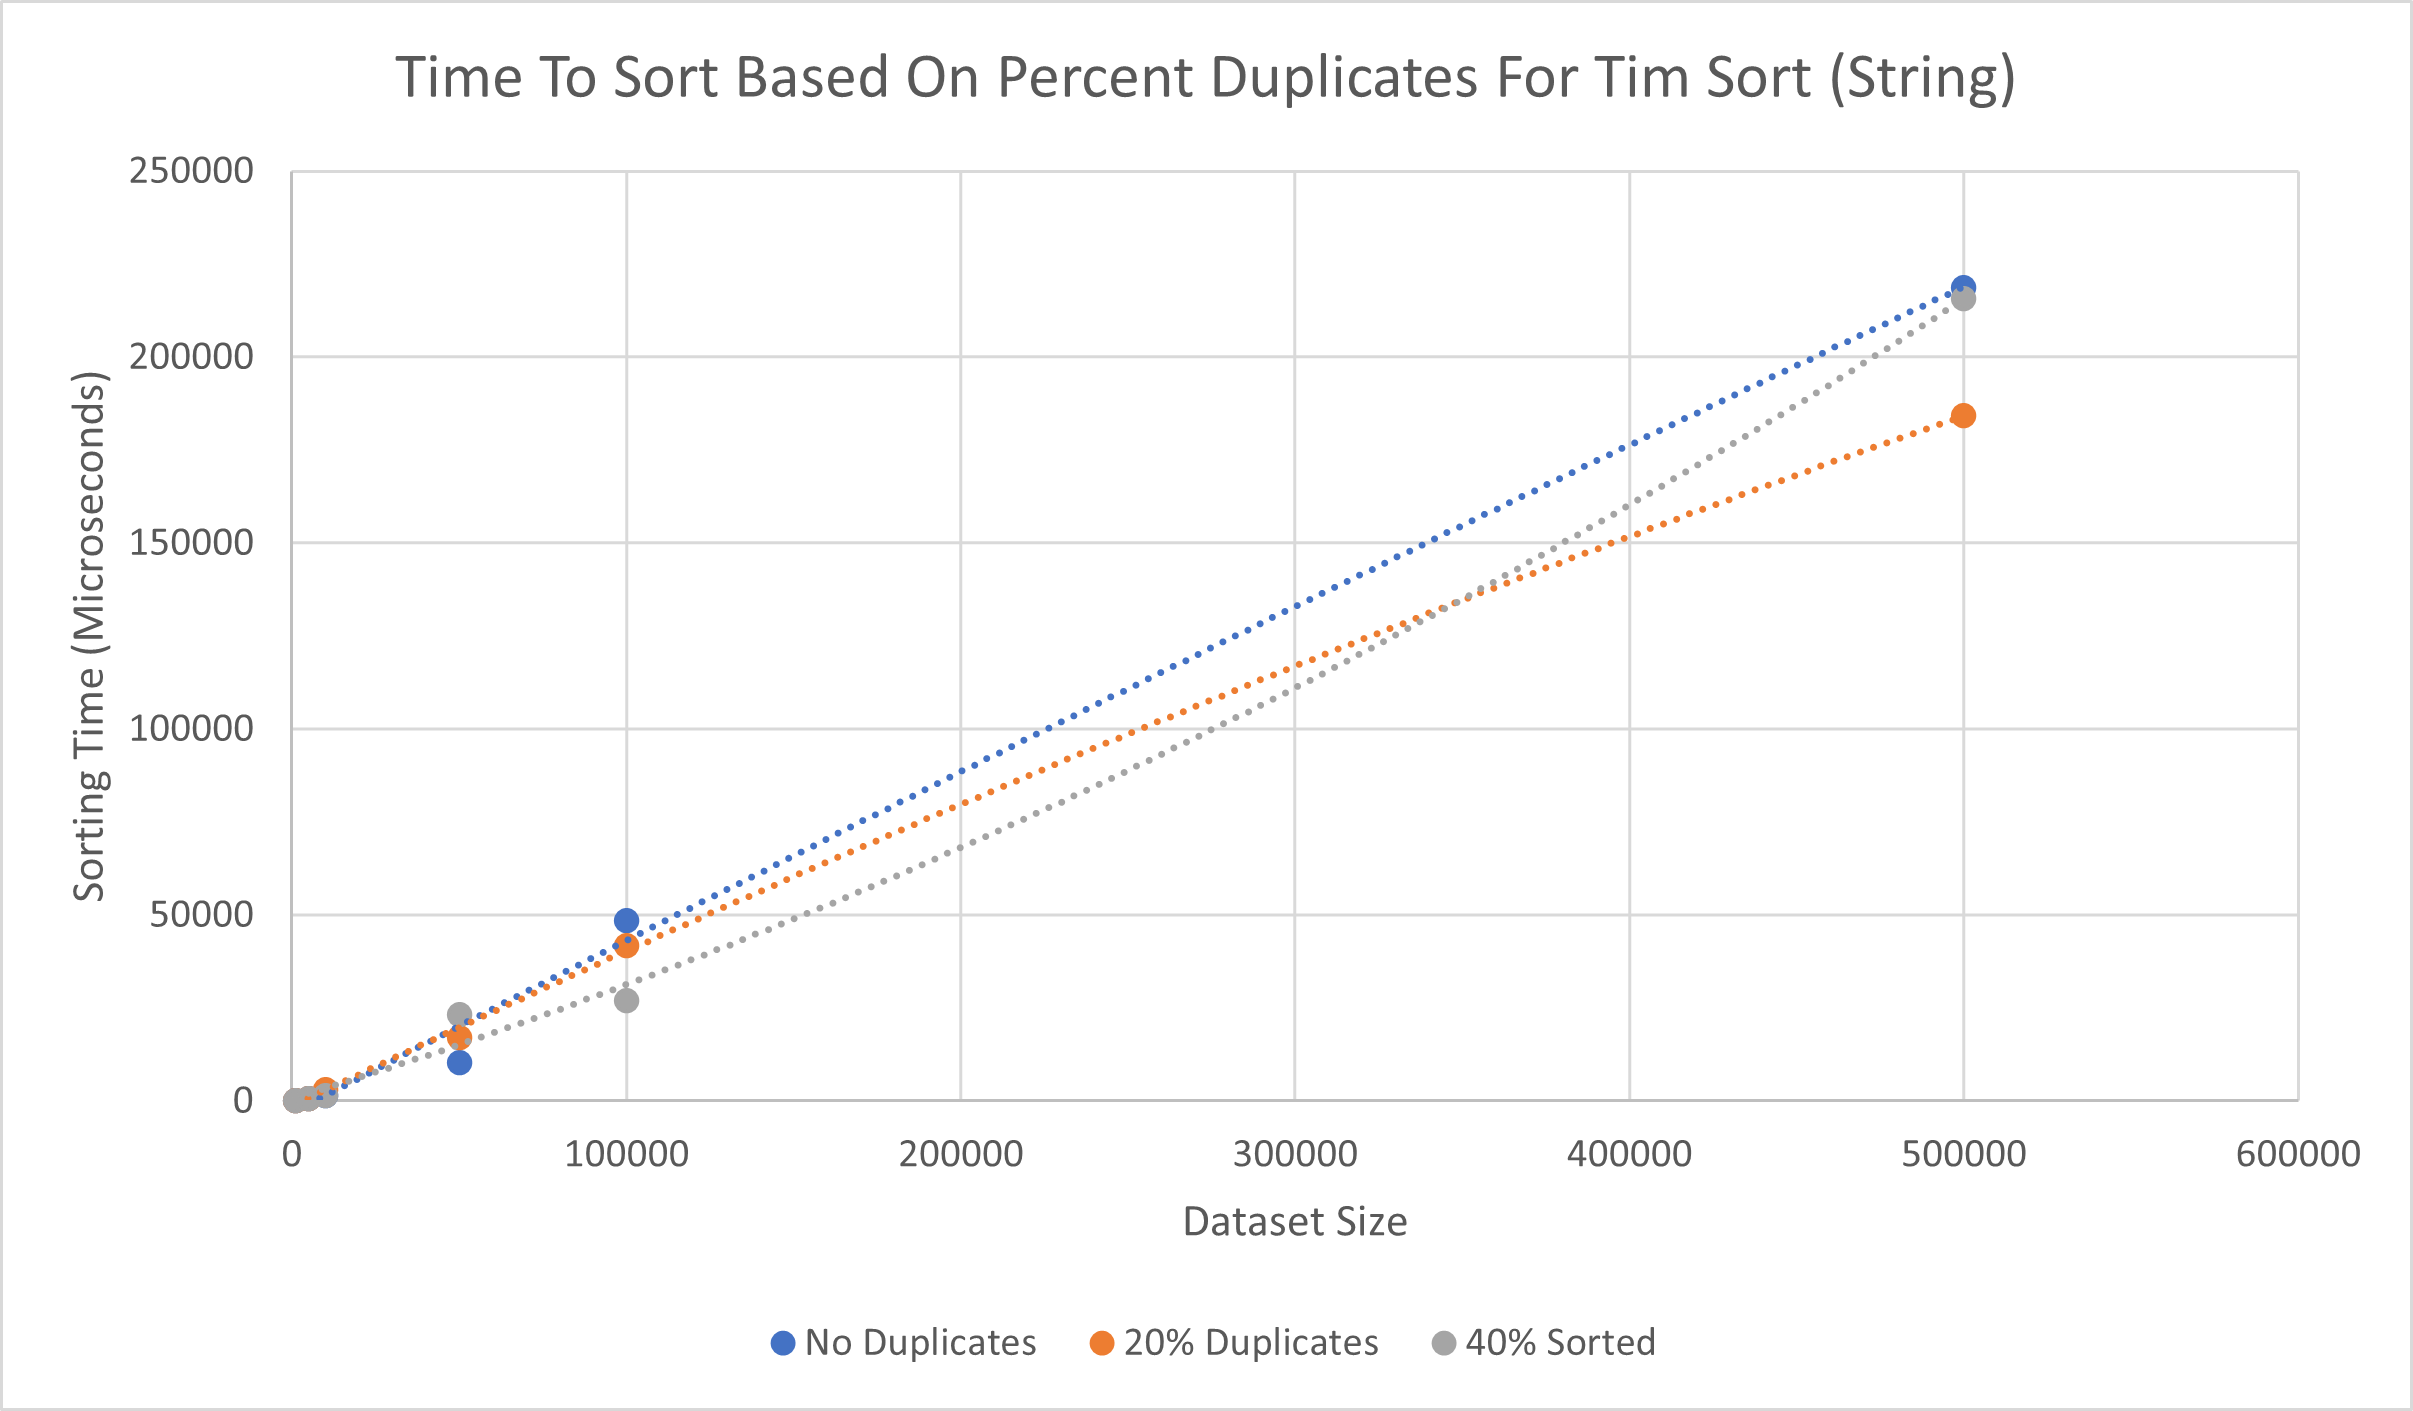 Time To Sort Based On Percent Duplicates For Tim Sort (String)
Sorting Time (Microseconds)
250000
200000
150000
100000
50000
0
0 100000 200000 300000 400000 500000 600000
Dataset Size
No Duplicates 20% Duplicates 40% Sorted